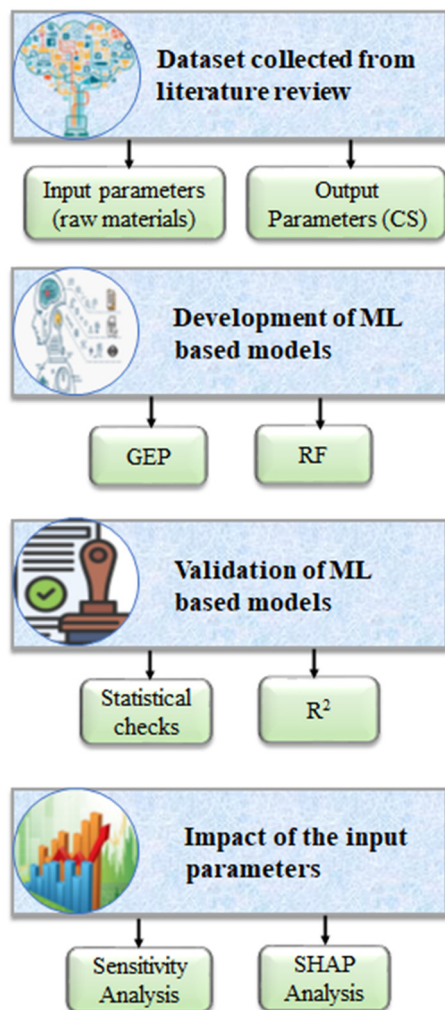 Dataset collected from
literature review
Input parameters
(raw materials)
Output
Parameters (CS)
Development of ML
based models
GEP
RF
Validation of ML
based models
Statistical
checks
R²
Impact of the input
parameters
Sensitivity
Analysis
SHAP
Analysis